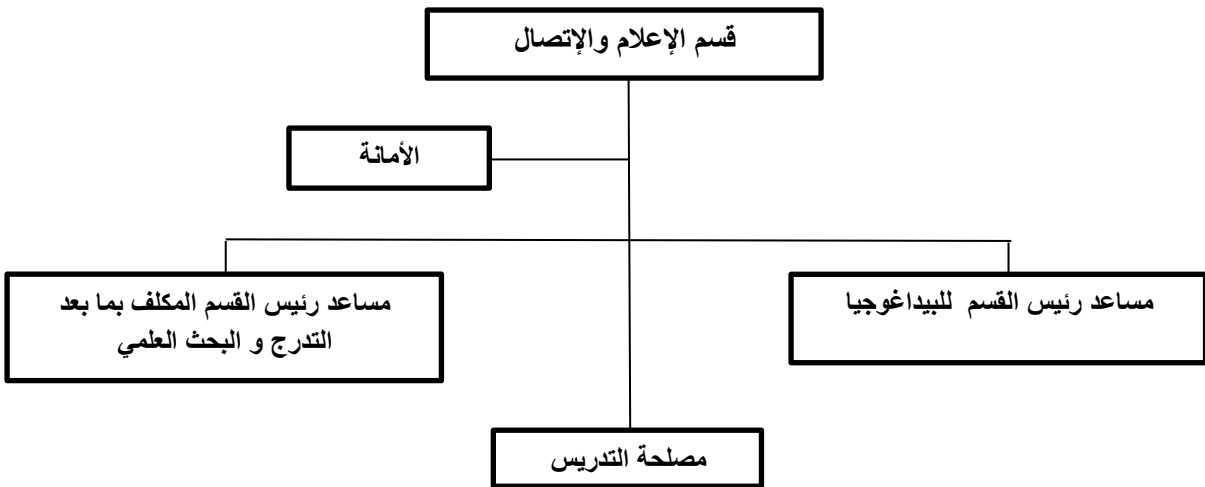 قسم الإعلام والإتصال
الأمانة
مساعد رئيس القسم للبيداغوجيا
مساعد رئيس القسم المكلف بما بعد
التدرج و البحث العلمي
مصلحة التدريس